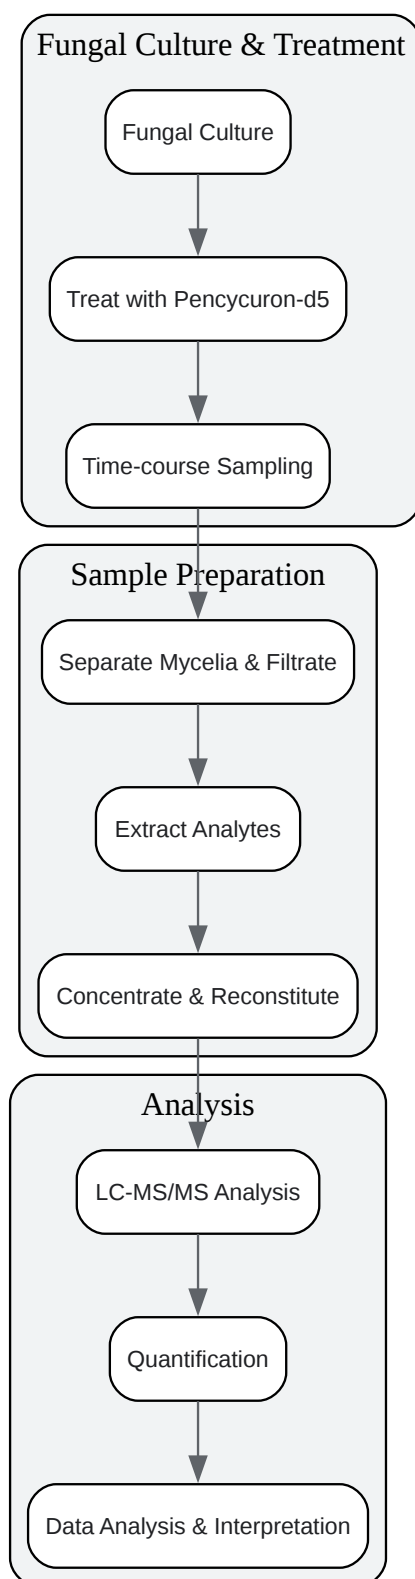 Fungal Culture & Treatment
Fungal Culture
Treat with Pencycuron-d5
Time-course Sampling
Sample Preparation
Separate Mycelia & Filtrate
Extract Analytes
Concentrate & Reconstitute
Analysis
LC-MS/MS Analysis
Quantification
Data Analysis & Interpretation